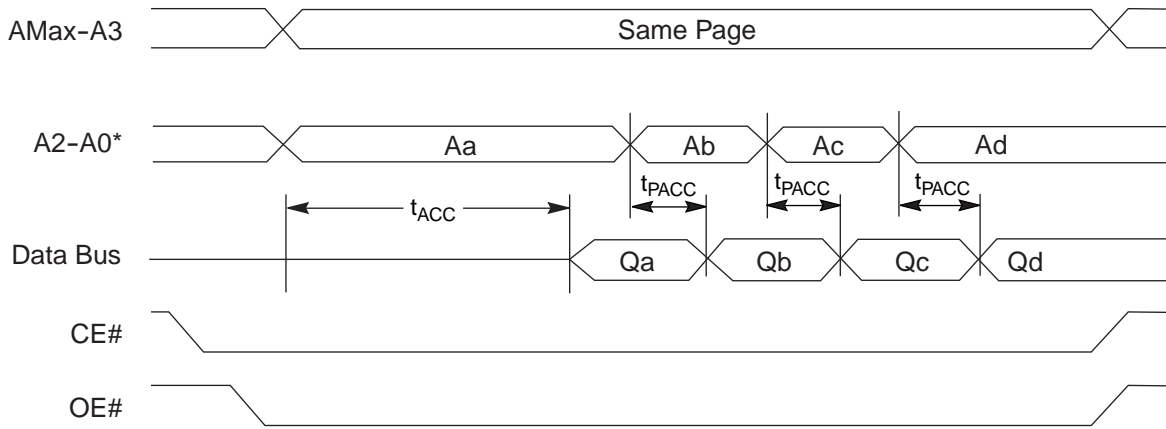 AMax-A3 Same Page
A2-A0* Aa Ab Ac Ad
tPACC tPACC tPACC
tACC
Data Bus Qa Qb Qc Qd
CE#
OE#